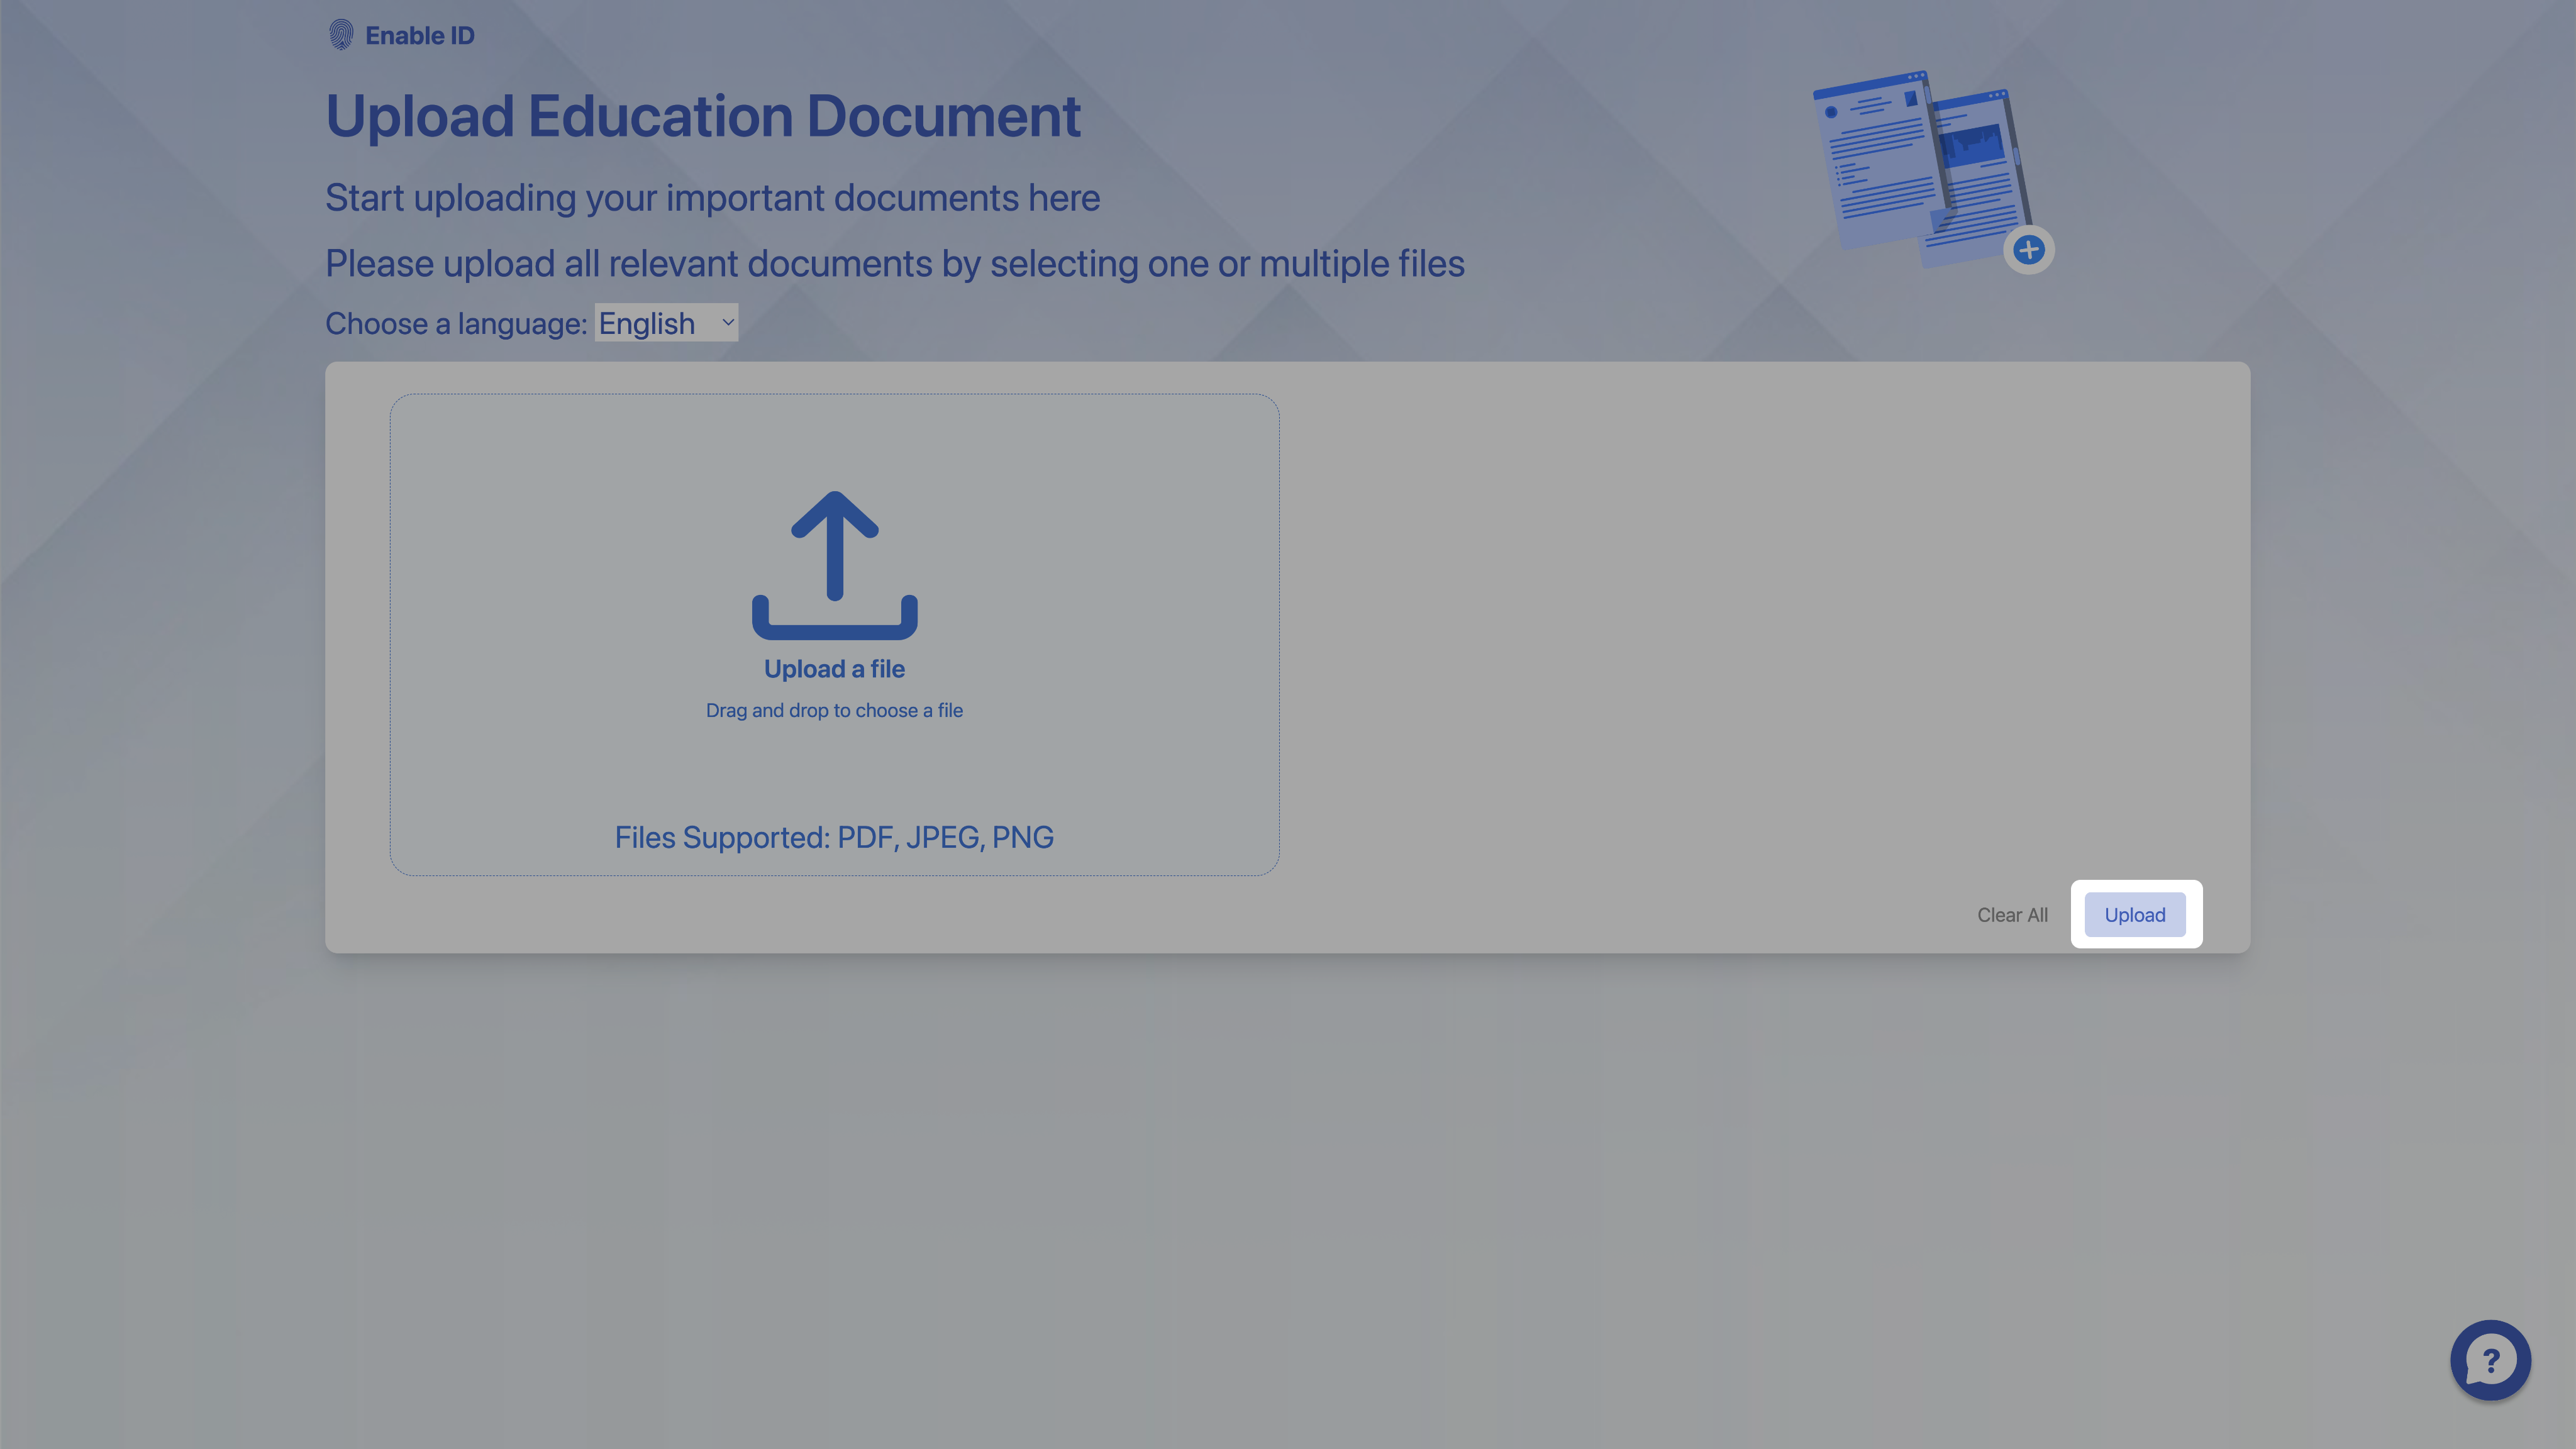 Enable ID
Upload Education Document
Start uploading your important documents here
Please upload all relevant documents by selecting one or multiple files
Choose a language: English
Upload a file
Drag and drop to choose a file
Files Supported: PDF, JPEG, PNG
Clear All
Upload
?